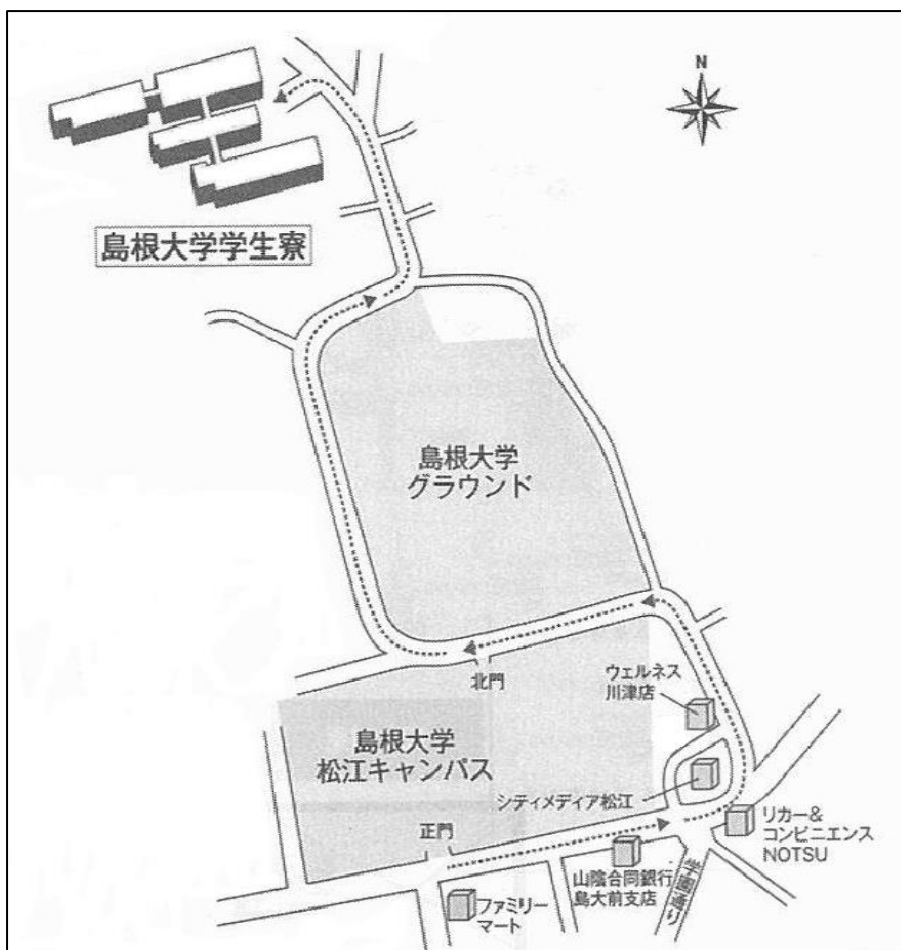 N
島根大学学生寮
島根大学
グラウンド
北門
ウェルネス
川津店
島根大学
松江キャンパス
シティメディア松江
正門
リカー&
コンビニエンス
NOTSU
山陰合同銀行
島大前支店
学園通り
ファミリー
マート